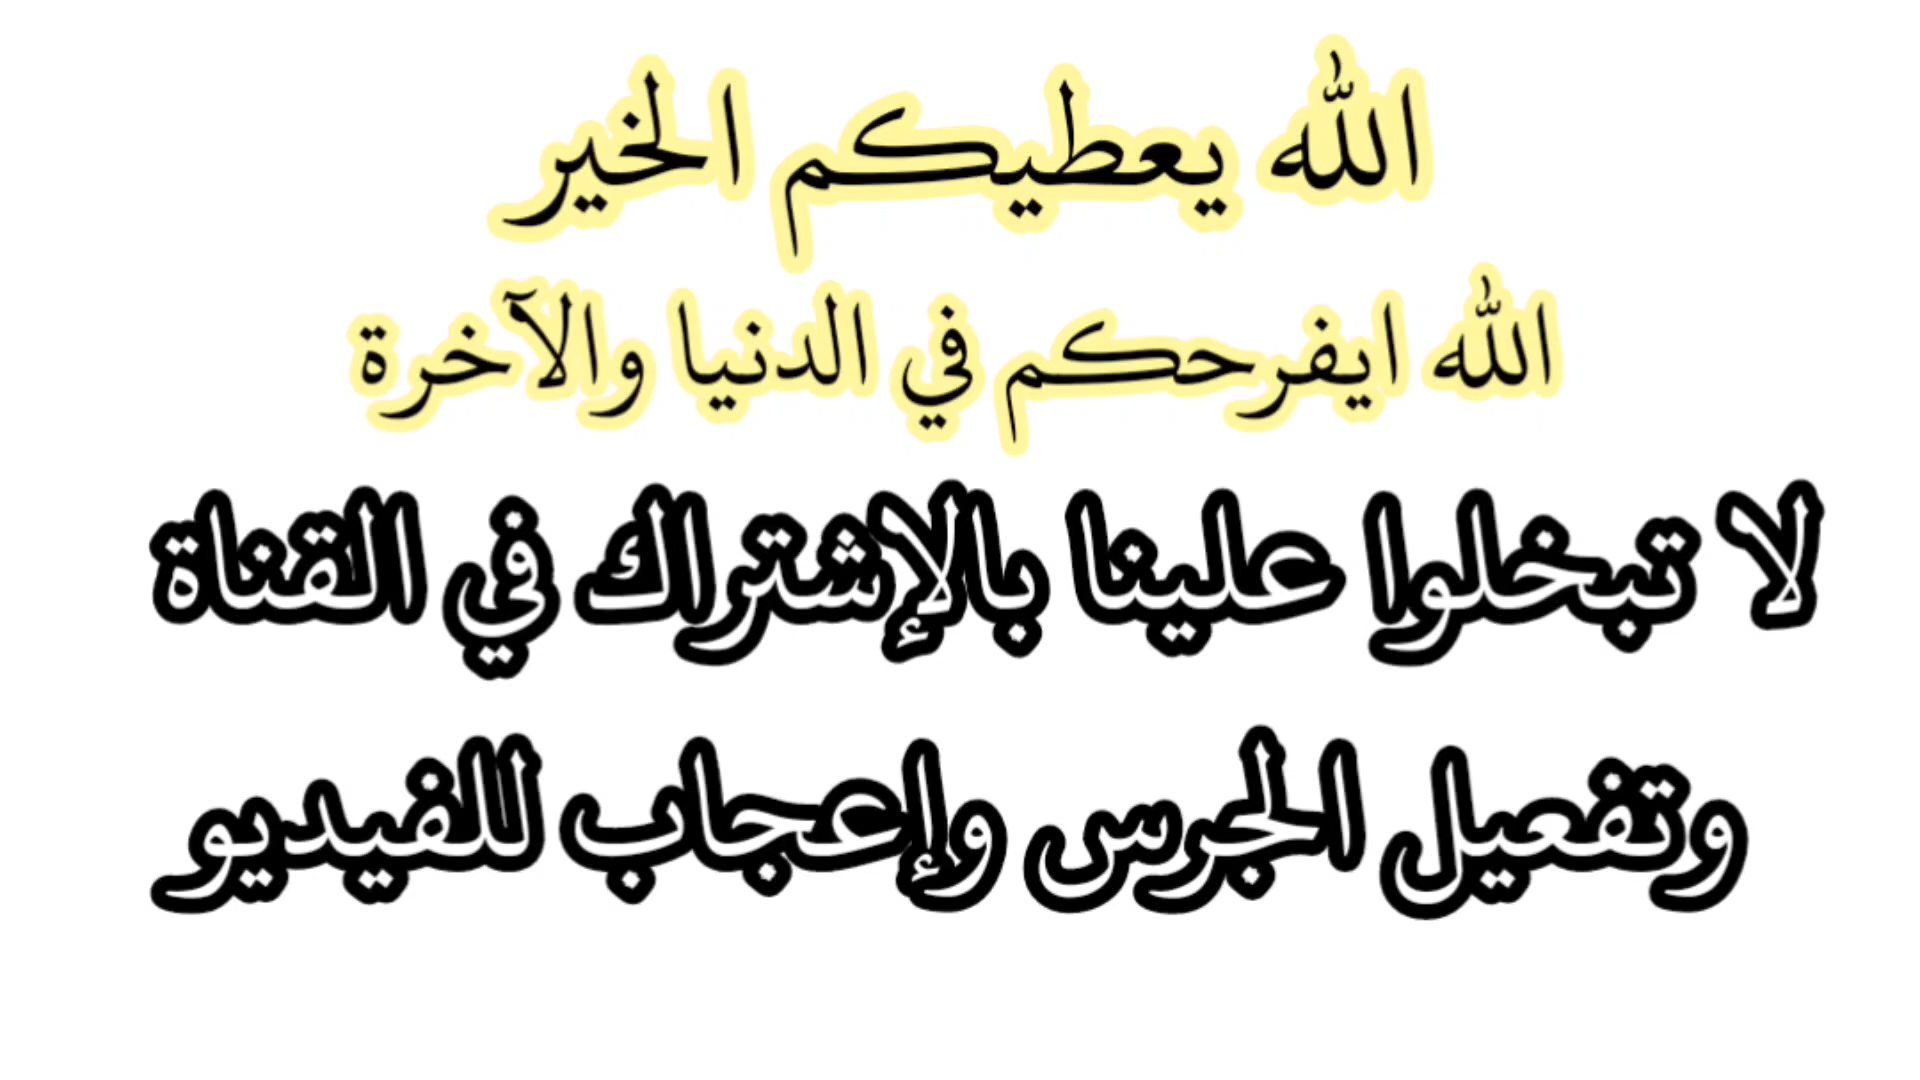 الله يعطيكم الخير
الله ايفرحكم في الدنيا والآخرة
لا تبخلوا علينا بالإشتراك في القناة
وتفعيل الجرس وإعجاب للفيديو